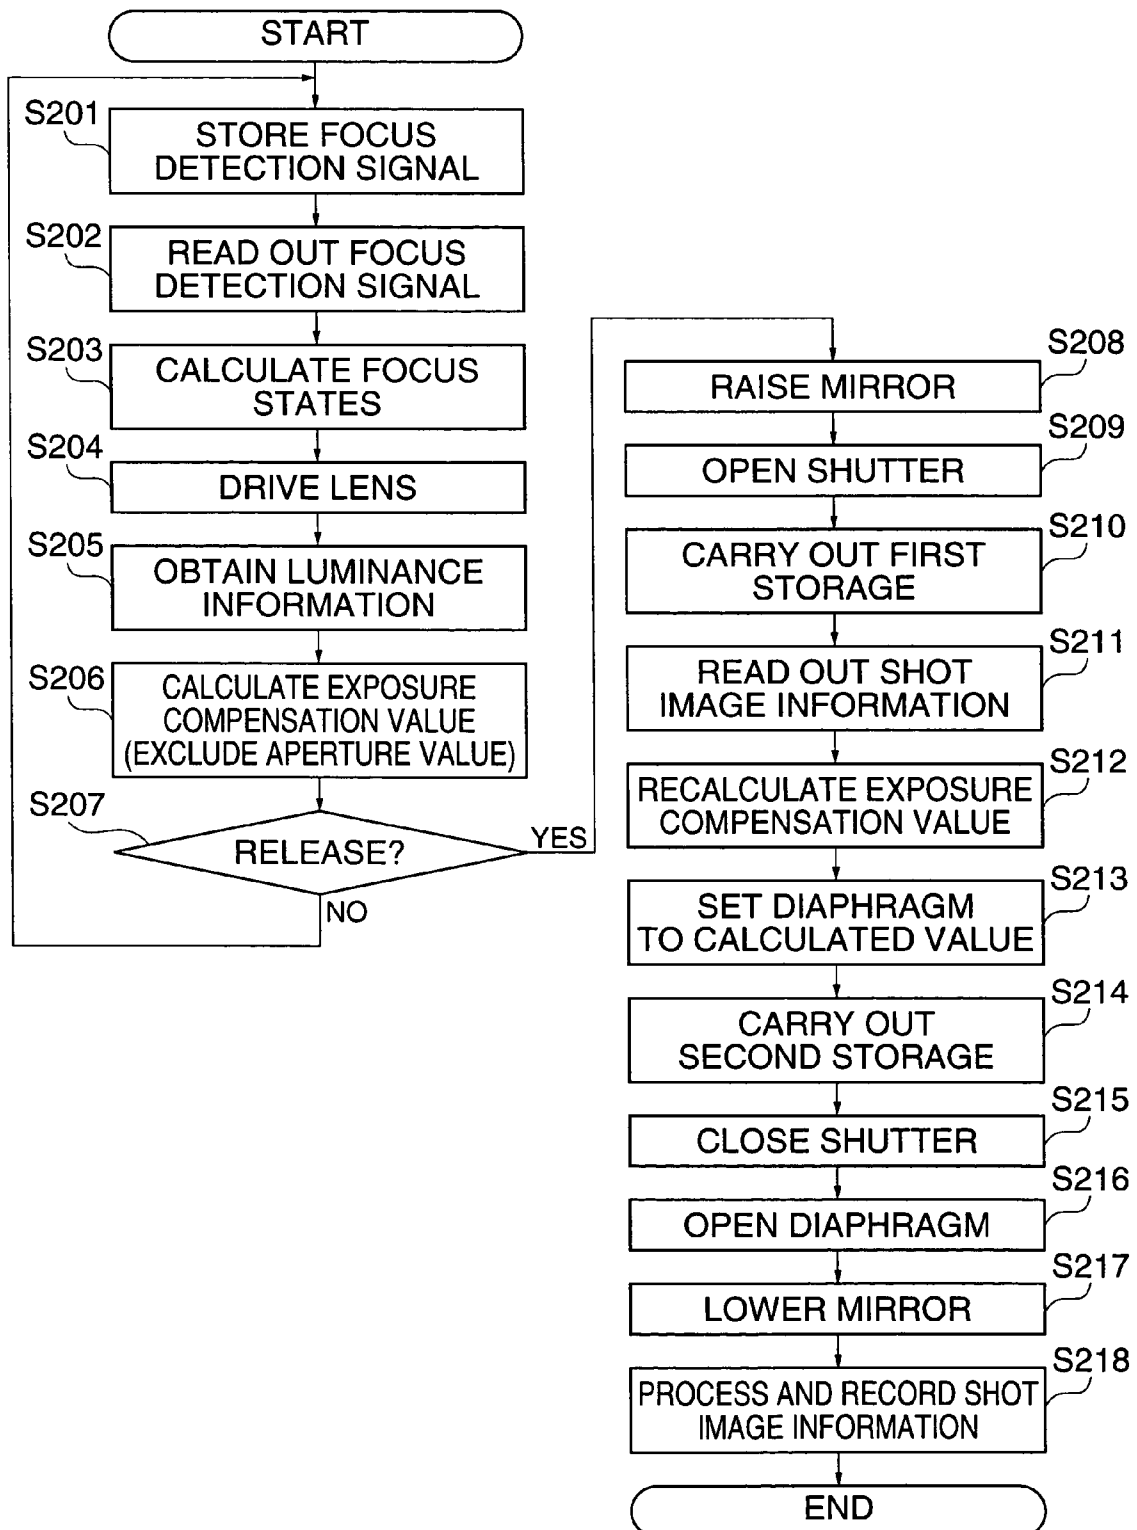 START
S201
STORE FOCUS
DETECTION SIGNAL
S202
READ OUT FOCUS
DETECTION SIGNAL
S203
CALCULATE FOCUS
STATES
S204
DRIVE LENS
S205
OBTAIN LUMINANCE
INFORMATION
S206
CALCULATE EXPOSURE
COMPENSATION VALUE
(EXCLUDE APERTURE VALUE)
S207
RELEASE?
YES
NO
S208
RAISE MIRROR
S209
OPEN SHUTTER
S210
CARRY OUT FIRST
STORAGE
S211
READ OUT SHOT
IMAGE INFORMATION
S212
RECALCULATE EXPOSURE
COMPENSATION VALUE
S213
SET DIAPHRAGM
TO CALCULATED VALUE
S214
CARRY OUT
SECOND STORAGE
S215
CLOSE SHUTTER
S216
OPEN DIAPHRAGM
S217
LOWER MIRROR
S218
PROCESS AND RECORD SHOT
IMAGE INFORMATION
END